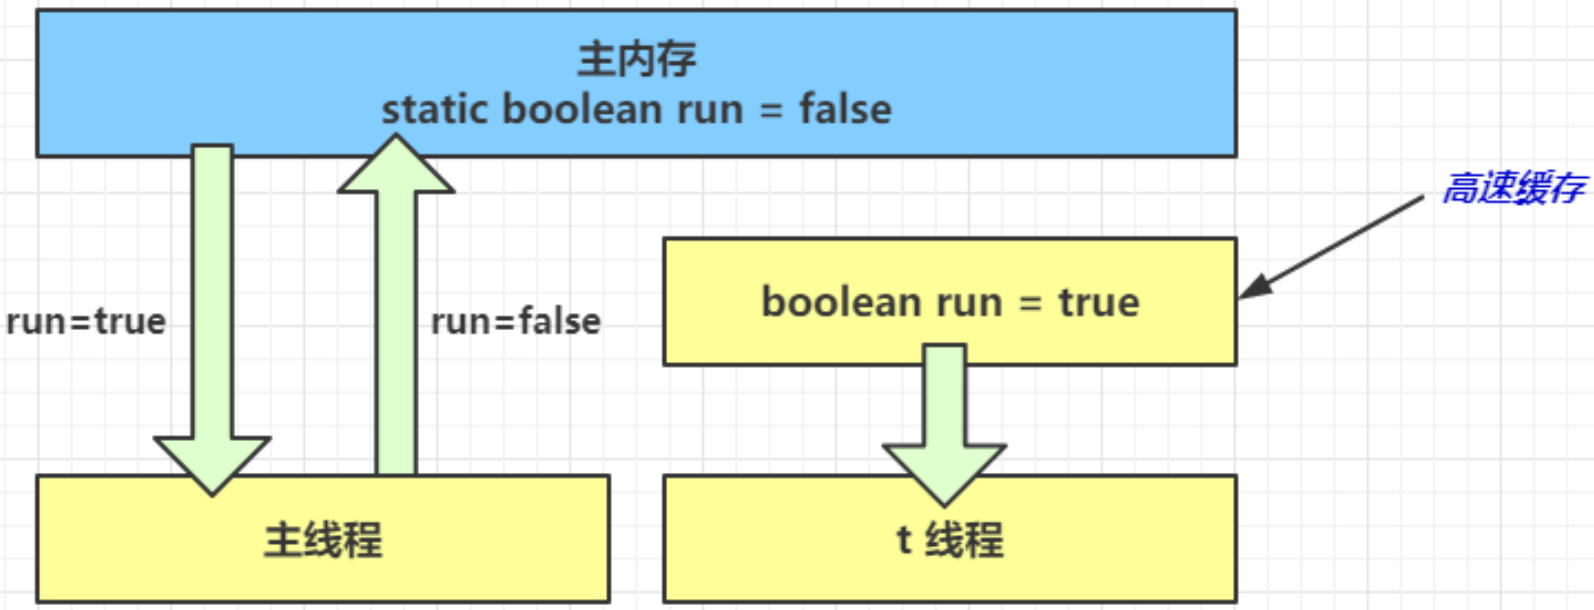 主内存
static boolean run = false
高速缓存
run=true
run=false
boolean run = true
主线程
t 线程